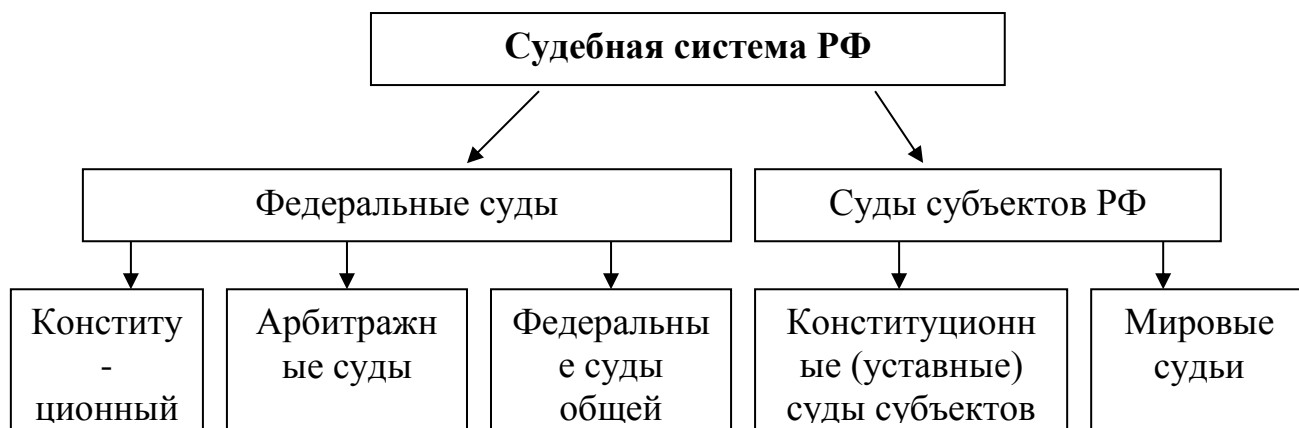 Судебная система РФ
Федеральные суды
Суды субъектов РФ
Конститу
-
ционный
Арбитражн
ые суды
Федеральны
е суды
общей
Конституционн
ые (уставные)
суды субъектов
Мировые
судьи